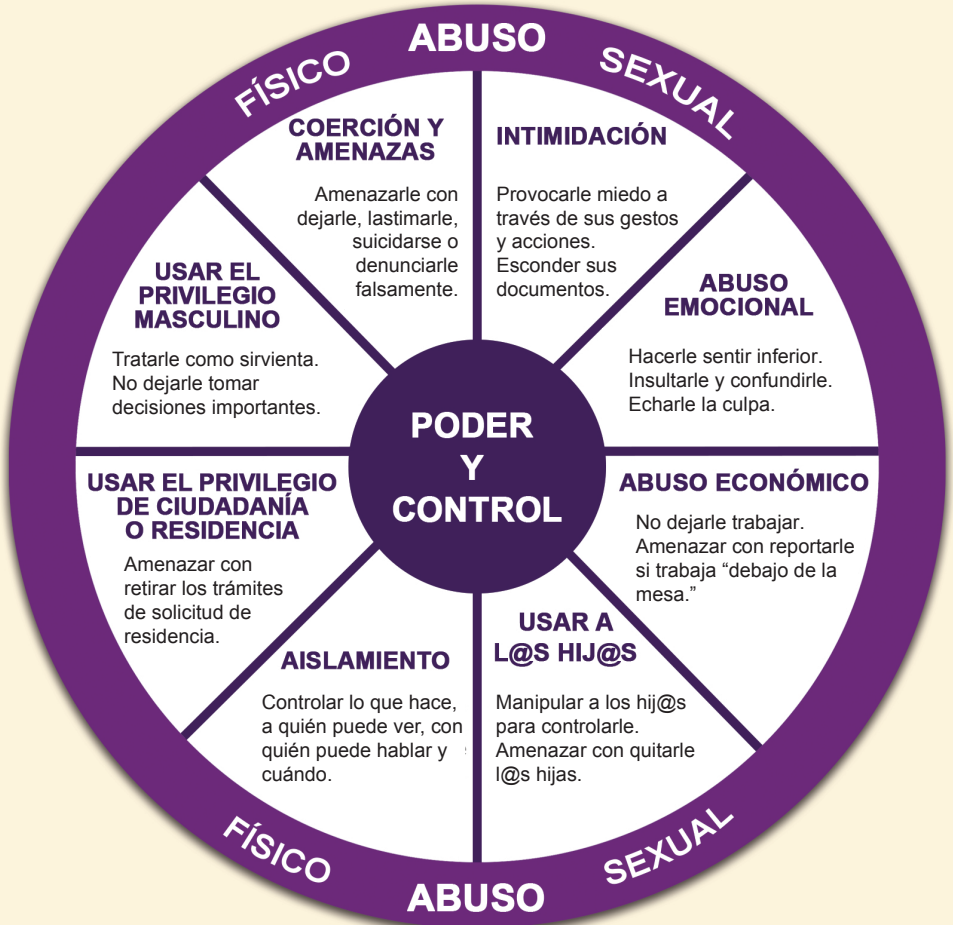 FÍSICO ABUSO SEXUAL
COERCIÓN Y
AMENAZAS
Amenazarle con
dejarle, lastimarle,
suicidarse o
denunciarle
falsamente.
INTIMIDACIÓN
Provocarle miedo a
través de sus gestos
y acciones.
Esconder sus
documentos.
ABUSO
EMOCIONAL
Hacerle sentir inferior.
Insultarle y confundirle.
Echarle la culpa.
ABUSO ECONÓMICO
No dejarle trabajar.
Amenazar con reportarle
si trabaja “debajo de la
mesa.”
USAR A
L@S HIJ@S
Manipular a los hij@s
para controlarle.
Amenazar con quitarle
l@s hijas.
AISLAMIENTO
Controlar lo que hace,
a quién puede ver, con
quién puede hablar y
cuándo.
USAR EL PRIVILEGIO
DE CIUDADANÍA
O RESIDENCIA
Amenazar con
retirar los trámites
de solicitud de
residencia.
USAR EL
PRIVILEGIO
MASCULINO
Tratarle como sirvienta.
No dejarle tomar
decisiones importantes.
PODER
Y
CONTROL
FÍSICO ABUSO SEXUAL